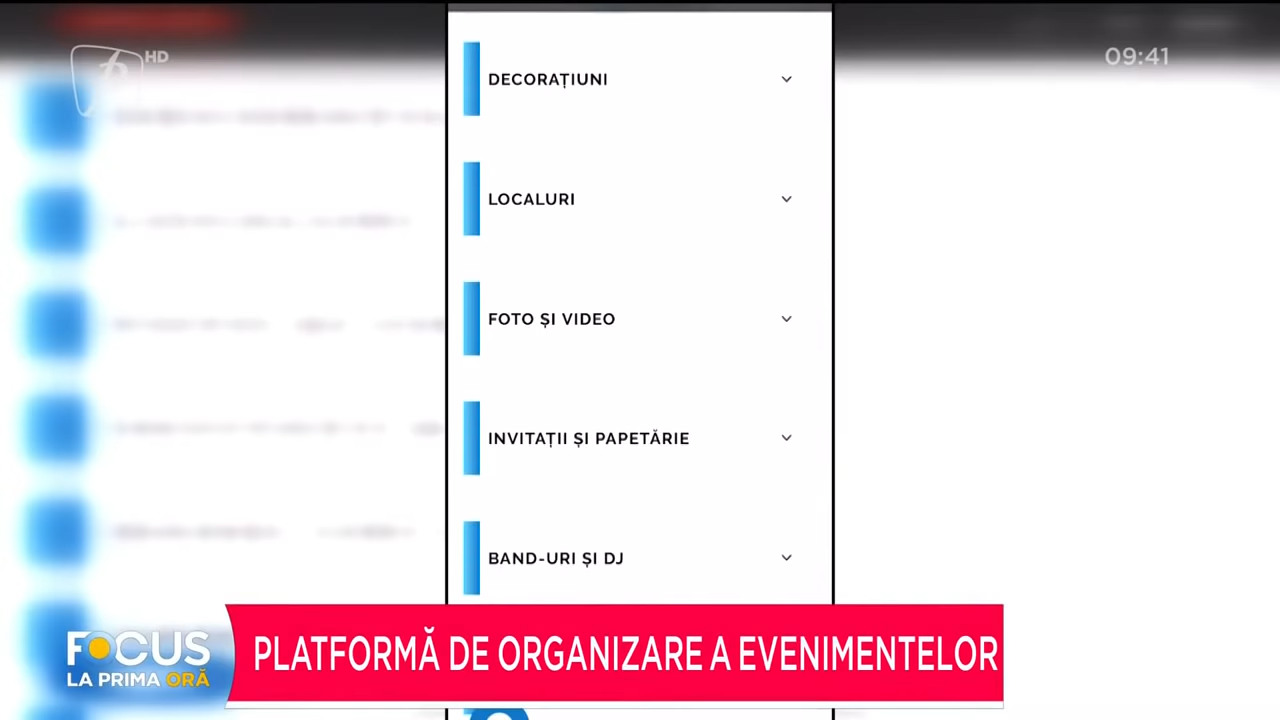 HD
09:41
DECORAȚIUNI
LOCALURI
FOTO ȘI VIDEO
INVITAȚII ȘI PAPETĂRIE
BAND-URI ȘI DJ
FOCUS
LA PRIMA ORĂ
PLATFORMĂ DE ORGANIZARE A EVENIMENTELOR